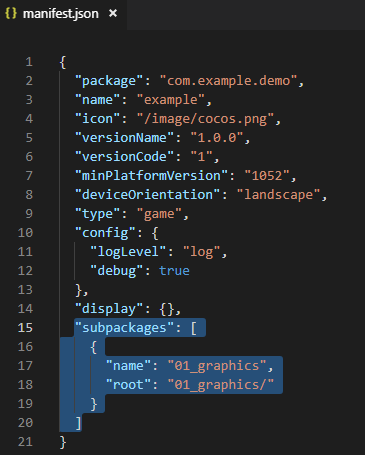 {} manifest.json ×
1 {
2 "package": "com.example.demo",
3 "name": "example",
4 "icon": "/image/cocos.png",
5 "versionName": "1.0.0",
6 "versionCode": "1",
7 "minPlatformVersion": "1052",
8 "deviceOrientation": "landscape",
9 "type": "game",
10 "config": {
11 "logLevel": "log",
12 "debug": true
13 },
14 "display": {},
15 "subpackages": [
16 {
17 "name": "01_graphics",
18 "root": "01_graphics/"
19 }
20 ]
21 }